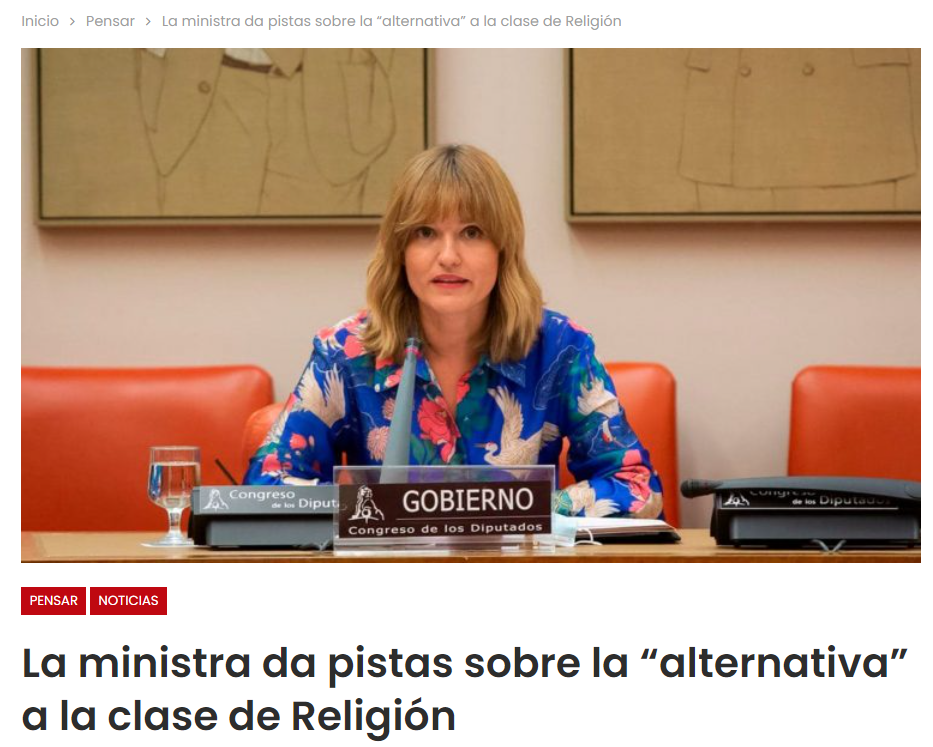 Inicio > Pensar > La ministra da pistas sobre la “alternativa” a la clase de Religión
Congreso
de los Diput
GOBIERNO
Congreso de los Diputados
Congreso de
de los Diputados
PENSAR NOTICIAS
La ministra da pistas sobre la “alternativa”
a la clase de Religión